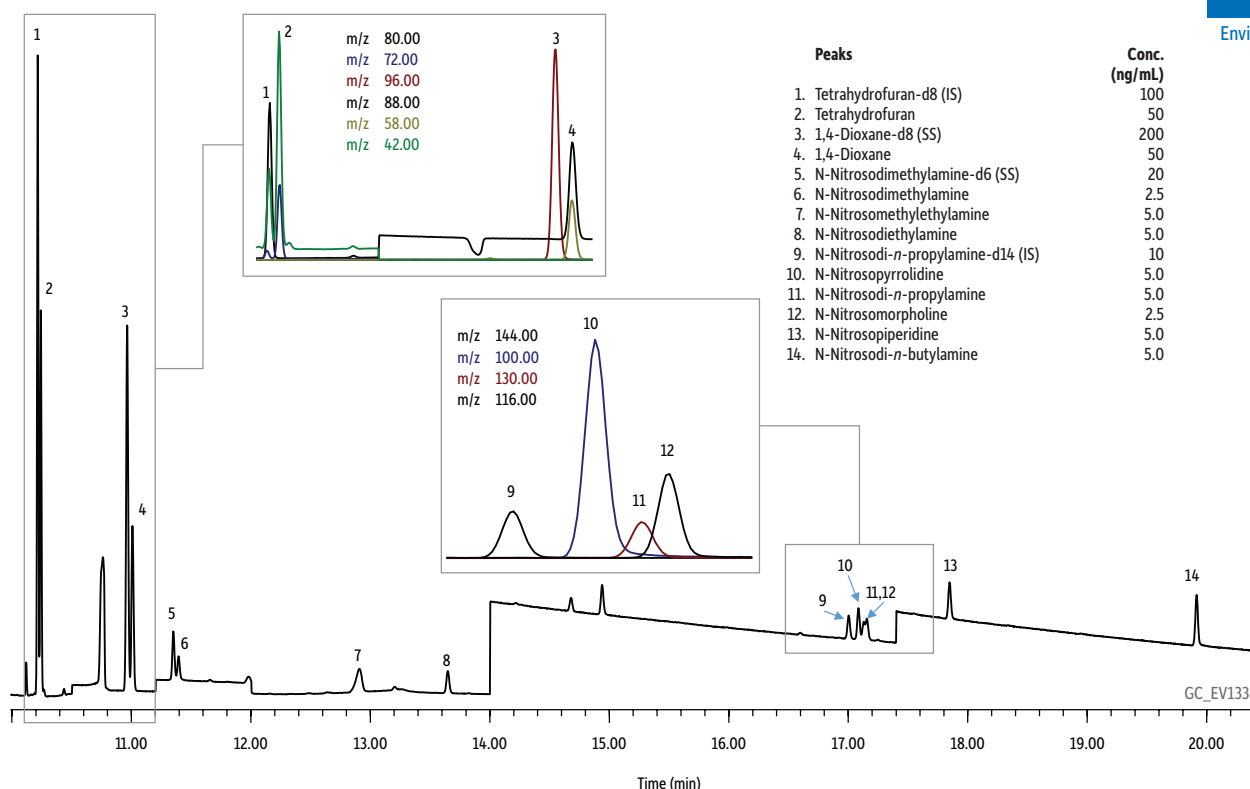 Envi
1
2
3
4
5
6
7
8
9
10
11,12
13
14
m/z 80.00
m/z 72.00
m/z 96.00
m/z 88.00
m/z 58.00
m/z 42.00
1
2
3
4
m/z 144.00
m/z 100.00
m/z 130.00
m/z 116.00
9
10
11
12
Peaks Conc.
(ng/mL)
1. Tetrahydrofuran-d8 (IS) 100
2. Tetrahydrofuran 50
3. 1,4-Dioxane-d8 (SS) 200
4. 1,4-Dioxane 50
5. N-Nitrosodimethylamine-d6 (SS) 20
6. N-Nitrosodimethylamine 2.5
7. N-Nitrosomethylethylamine 5.0
8. N-Nitrosodiethylamine 5.0
9. N-Nitrosodi-n-propylamine-d14 (IS) 10
10. N-Nitrosopyrrolidine 5.0
11. N-Nitrosodi-n-propylamine 5.0
12. N-Nitrosomorpholine 2.5
13. N-Nitrosopiperidine 5.0
14. N-Nitrosodi-n-butylamine 5.0
GC_EV133
11.00 12.00 13.00 14.00 15.00 16.00 17.00 18.00 19.00 20.00
Time (min)